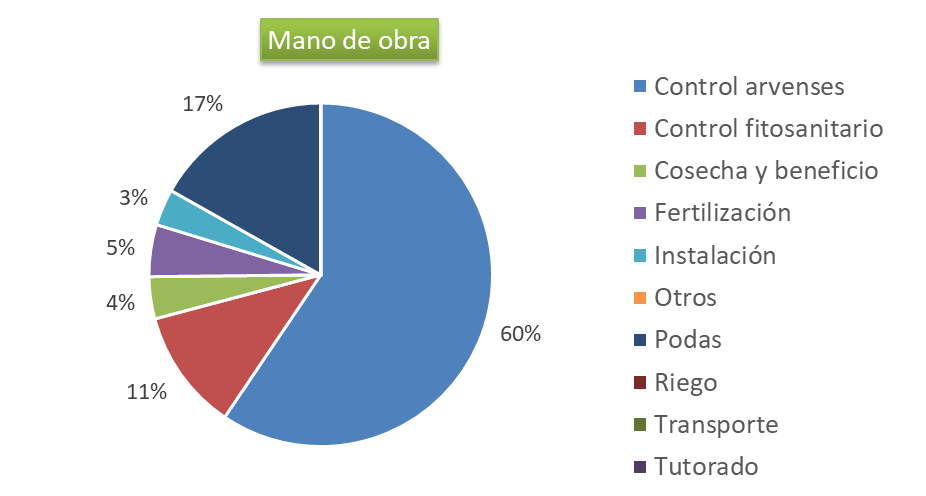 Mano de obra
17%
3%
5%
4%
11%
60%
Control arvenses
Control fitosanitario
Cosecha y beneficio
Fertilización
Instalación
Otros
Podas
Riego
Transporte
Tutorado